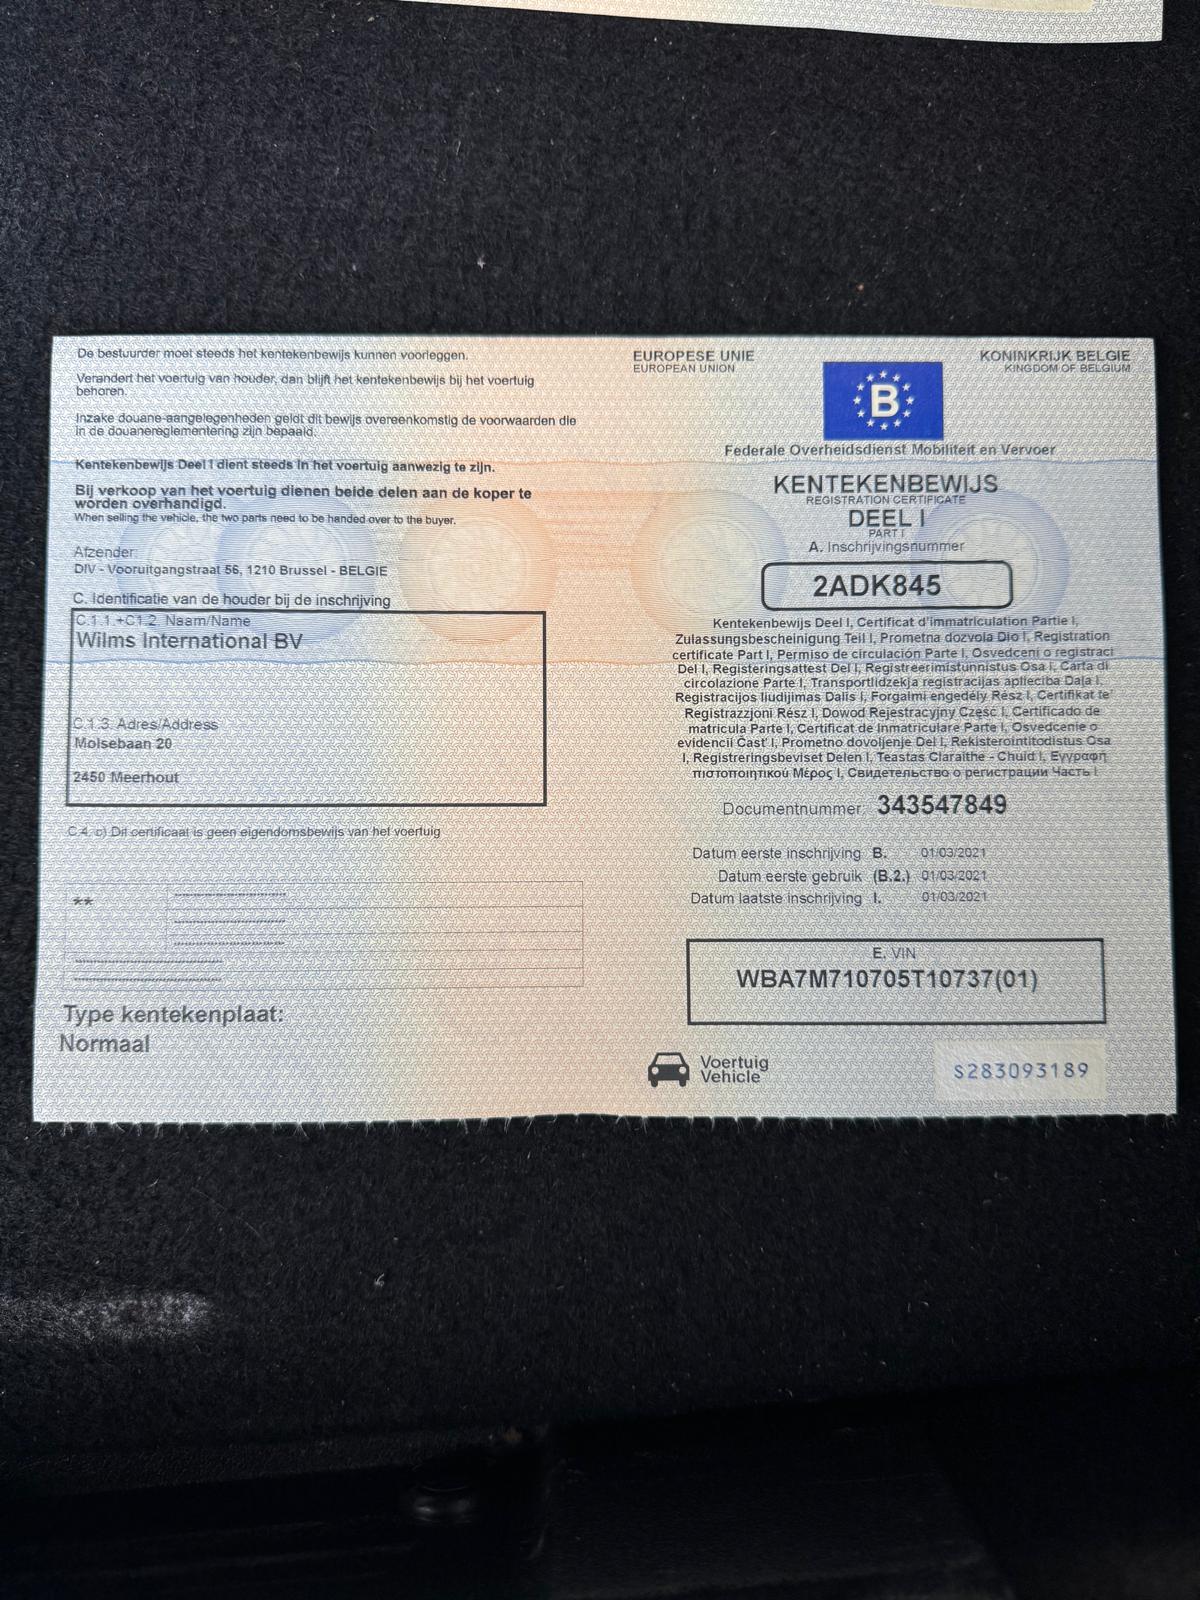 De bestuurder moet steeds het kentekenbewijs kunnen voorleggen.
Verandert het voertuig van houder, dan blijft het kentekenbewijs bij het voertuig
behoren.
Inzake douane-aangelegenheden geldt dit bewijs overeenkomstig de voorwaarden die
in de douanereglementering zijn bepaald.
Kentekenbewijs Deel I dient steeds in het voertuig aanwezig te zijn.
Bij verkoop van het voertuig dienen beide delen aan de koper te
worden overhandigd.
When selling the vehicle, the two parts need to be handed over to the buyer.
Afzender:
DIV - Vooruitgangstraat 56, 1210 Brussel - BELGIE
C. Identificatie van de houder bij de inschrijving
C.1.1.+C1.2. Naam/Name
Wilms International BV
C.1.3. Adres/Address
Molsebaan 20
2450 Meerhout
C.4. c) Dit certificaat is geen eigendomsbewijs van het voertuig
**
Type kentekenplaat:
Normaal
EUROPESE UNIE
EUROPEAN UNION
B
KONINKRIJK BELGIE
KINGDOM OF BELGIUM
Federale Overheidsdienst Mobiliteit en Vervoer
KENTEKENBEWIJS
REGISTRATION CERTIFICATE
DEEL I
PART I
A. Inschrijvingsnummer
2ADK845
Kentekenbewijs Deel I, Certificat d'immatriculation Partie I,
Zulassungsbescheinigung Teil I, Prometna dozvola Dio I, Registration
certificate Part I, Permiso de circulación Parte I, Osvedceni o registraci
Del I, Registeringsattest Del I, Registreerimistunnistus Osa I, Carta di
circolazione Parte I, Transportlidzekja registracijas aplieciba Daļa I.
Registracijos liudijimas Dalis I, Forgalmi engedély Rész I, Certifikat te'
Registrazzjoni Rész I, Dowod Rejestracyjny Część I, Certificado de
matricula Parte I, Certificat de Inmatriculare Parte I, Osvedcenie o
evidencii Časť I, Prometno dovoljenje Del I, Rekisterointitodistus Osa
I, Registreringsbeviset Delen I, Teastas Claraithe - Chuid I, Εγγραφή
πιστοποιητικού Μέρος I, Свидетельство о регистрации Часть I
Documentnummer: 343547849
Datum eerste inschrijving B. 01/03/2021
Datum eerste gebruik (B.2.) 01/03/2021
Datum laatste inschrijving I. 01/03/2021
E. VIN
WBA7M710705T10737(01)
Voertuig
Vehicle
S283093189